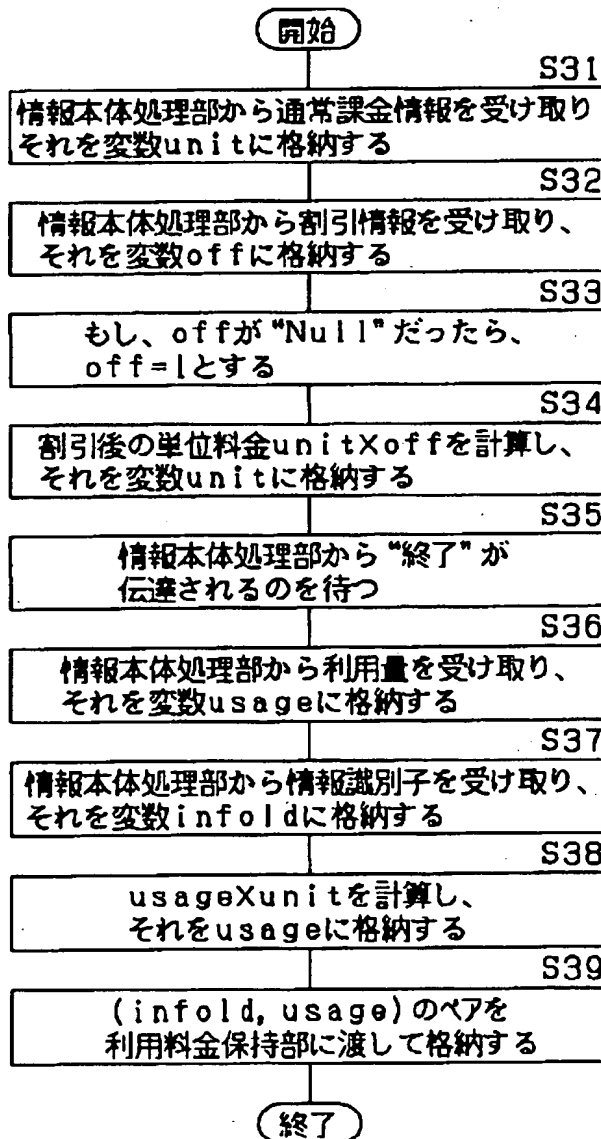 開始
S31
情報本体処理部から通常課金情報を受け取り
それを変数unitに格納する
S32
情報本体処理部から割引情報を受け取り、
それを変数offに格納する
S33
もし、offが"Null"だったら、
off=1とする
S34
割引後の単位料金unit×offを計算し、
それを変数unitに格納する
S35
情報本体処理部から"終了"が
伝達されるのを待つ
S36
情報本体処理部から利用量を受け取り、
それを変数usageに格納する
S37
情報本体処理部から情報識別子を受け取り、
それを変数infoIdに格納する
S38
usage×unitを計算し、
それをusageに格納する
S39
(infoId,usage)のペアを
利用料金保持部に渡して格納する
終了